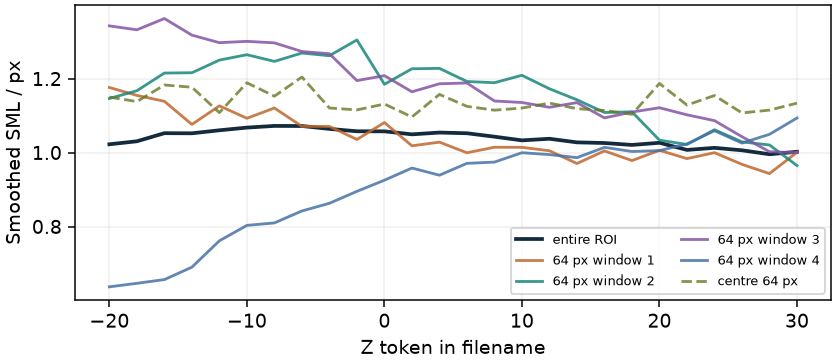 Smoothed SML / px
1.2
1.0
0.8
entire ROI
64 px window 1
64 px window 2
64 px window 3
64 px window 4
centre 64 px
−20
−10
0
10
20
30
Z token in filename